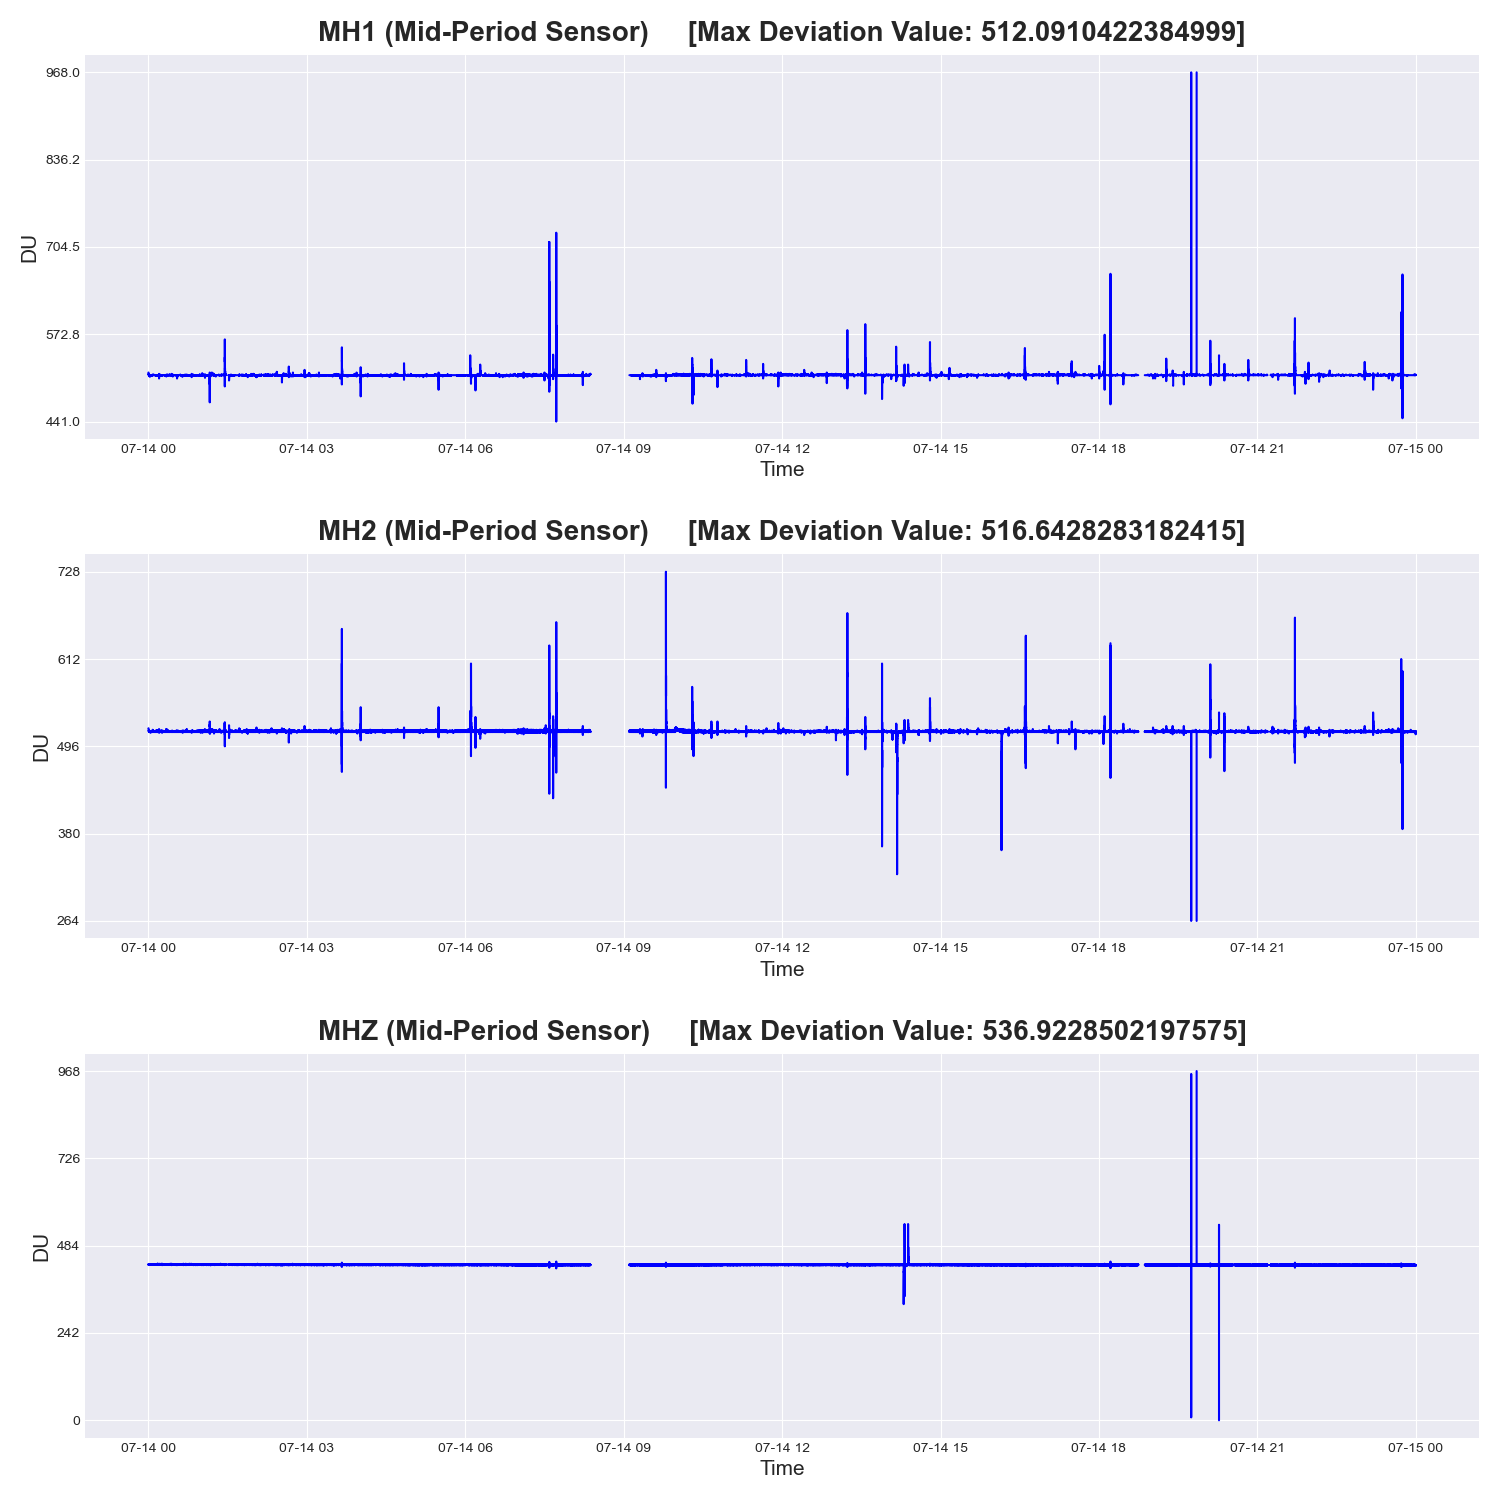 MH1 (Mid-Period Sensor) [Max Deviation Value: 512.0910422384999]
968.0
836.2
704.5
572.8
441.0
DU
07-14 00 07-14 03 07-14 06 07-14 09 07-14 12 07-14 15 07-14 18 07-14 21 07-15 00
Time
MH2 (Mid-Period Sensor) [Max Deviation Value: 516.6428283182415]
728
612
496
380
264
DU
07-14 00 07-14 03 07-14 06 07-14 09 07-14 12 07-14 15 07-14 18 07-14 21 07-15 00
Time
MHZ (Mid-Period Sensor) [Max Deviation Value: 536.9228502197575]
968
726
484
242
0
DU
07-14 00 07-14 03 07-14 06 07-14 09 07-14 12 07-14 15 07-14 18 07-14 21 07-15 00
Time